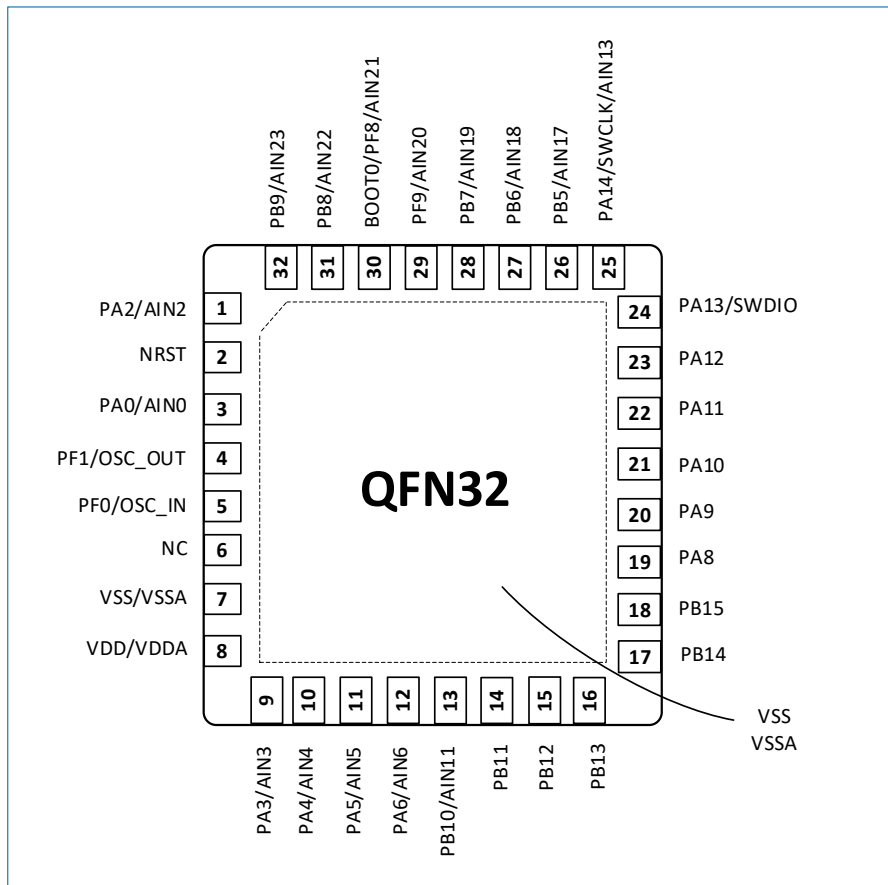 PB9/AIN23
PB8/AIN22
BOOT0/PF8/AIN21
PF9/AIN20
PB7/AIN19
PB6/AIN18
PB5/AIN17
PA14/SWCLK/AIN13
32
31
30
29
28
27
26
25
PA2/AIN2 1
NRST 2
PA0/AIN0 3
PF1/OSC_OUT 4
PF0/OSC_IN 5
NC 6
VSS/VSSA 7
VDD/VDDA 8
QFN32
24 PA13/SWDIO
23 PA12
22 PA11
21 PA10
20 PA9
19 PA8
18 PB15
17 PB14
9
10
11
12
13
14
15
16
PA3/AIN3
PA4/AIN4
PA5/AIN5
PA6/AIN6
PB10/AIN11
PB11
PB12
PB13
VSS
VSSA